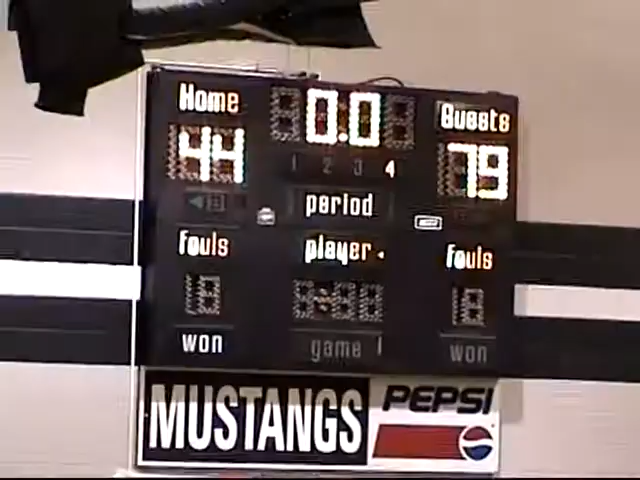 Home 0.0 Guests
44 79
1 2 3 4
period
Fouls player Fouls
won game 1 won
MUSTANGS PEPSI